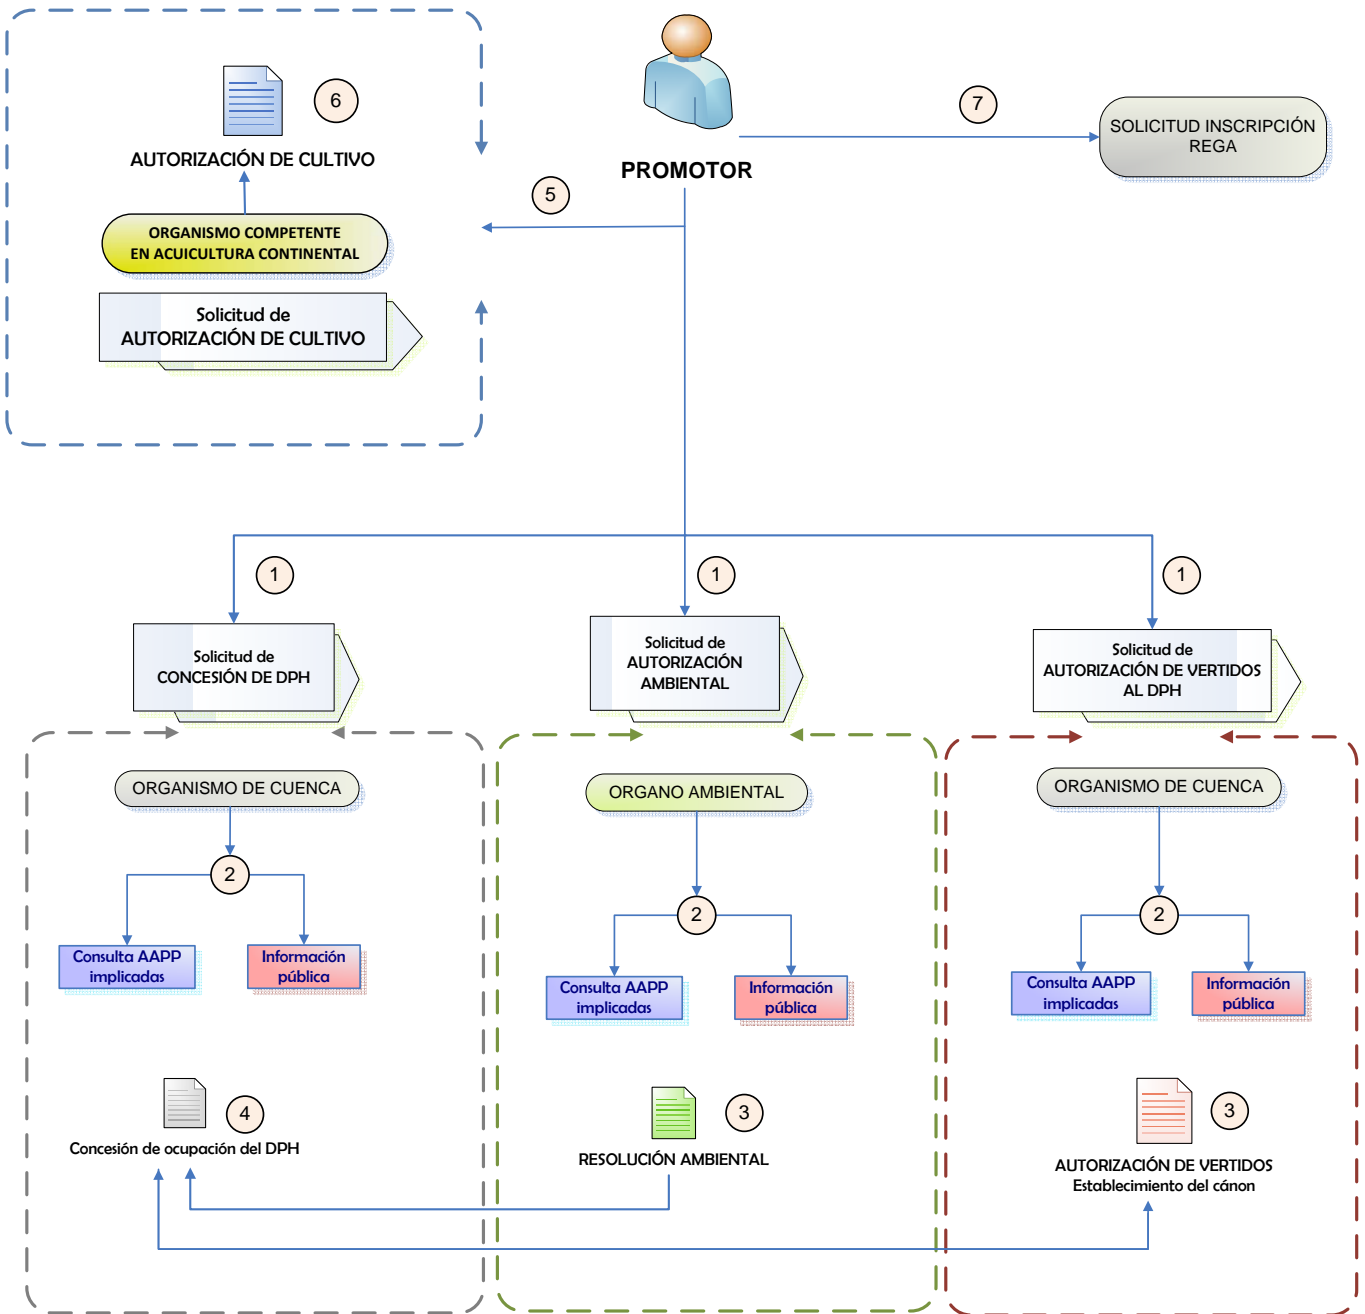 6
AUTORIZACIÓN DE CULTIVO
ORGANISMO COMPETENTE
EN ACUICULTURA CONTINENTAL
Solicitud de
AUTORIZACIÓN DE CULTIVO
PROMOTOR
5
7
SOLICITUD INSCRIPCIÓN
REGA
1
1
1
Solicitud de
CONCESIÓN DE DPH
Solicitud de
AUTORIZACIÓN
AMBIENTAL
Solicitud de
AUTORIZACIÓN DE VERTIDOS
AL DPH
ORGANISMO DE CUENCA
2
Consulta AAPP
implicadas
Información
pública
4
Concesión de ocupación del DPH
ORGANO AMBIENTAL
2
Consulta AAPP
implicadas
Información
pública
3
RESOLUCIÓN AMBIENTAL
ORGANISMO DE CUENCA
2
Consulta AAPP
implicadas
Información
pública
3
AUTORIZACIÓN DE VERTIDOS
Establecimiento del cánon